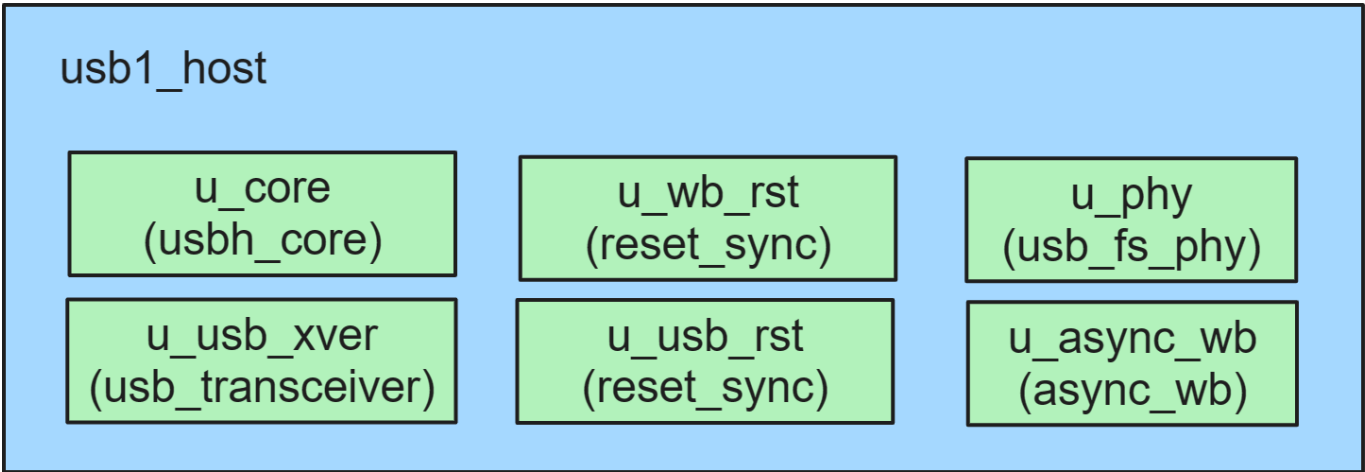 usb1_host
u_core
(usbh_core)
u_wb_rst
(reset_sync)
u_phy
(usb_fs_phy)
u_usb_xver
(usb_transceiver)
u_usb_rst
(reset_sync)
u_async_wb
(async_wb)